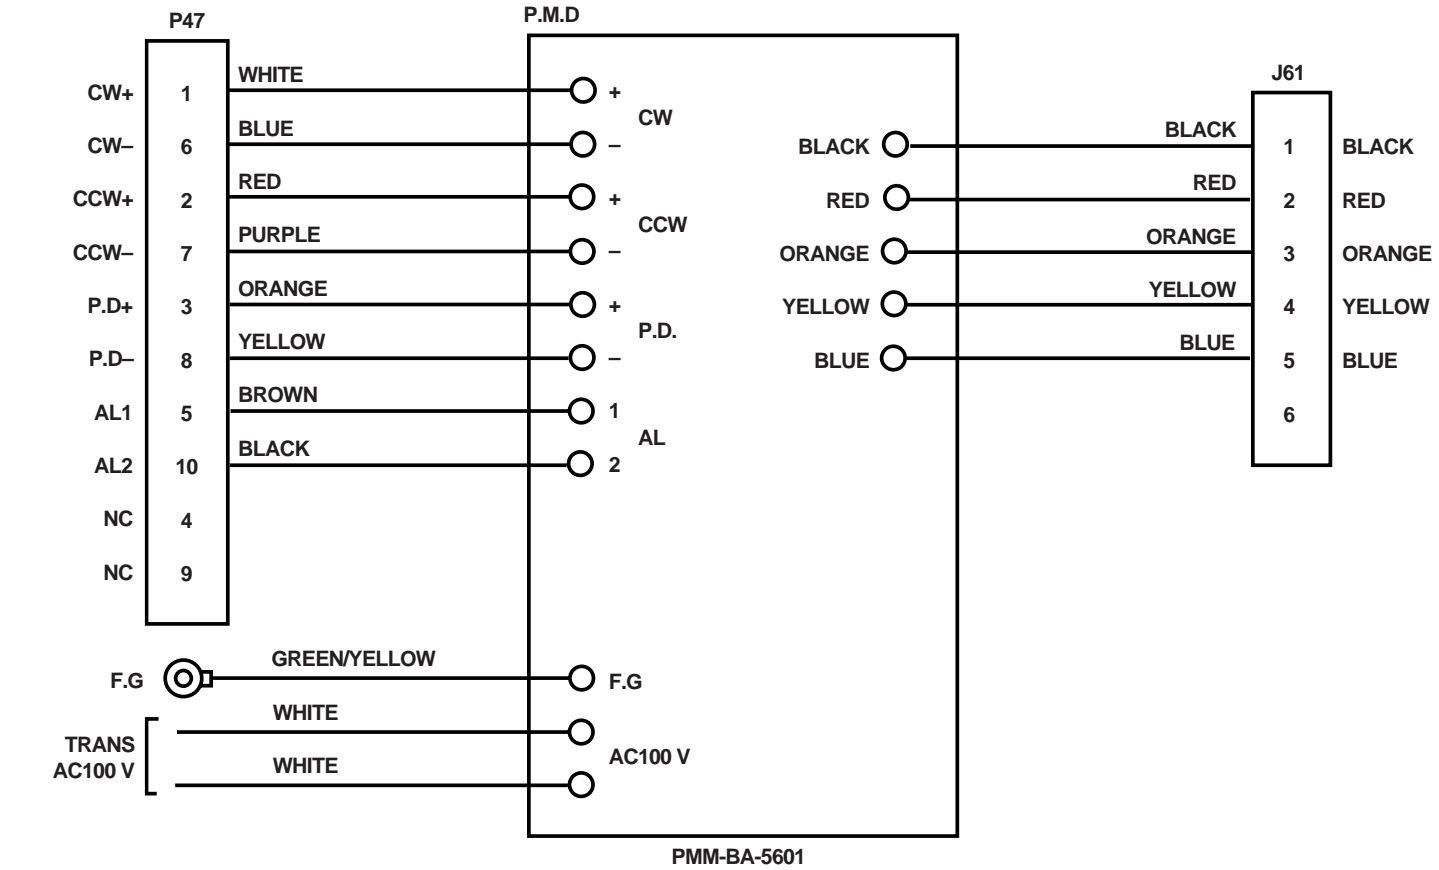 P47
P.M.D
J61
CW+ 1 WHITE + CW
CW– 6 BLUE – BLACK BLACK 1 BLACK
CCW+ 2 RED + CCW RED RED 2 RED
CCW– 7 PURPLE – ORANGE ORANGE 3 ORANGE
P.D+ 3 ORANGE + P.D. YELLOW YELLOW 4 YELLOW
P.D– 8 YELLOW – BLUE BLUE 5 BLUE
AL1 5 BROWN 1 AL 6
AL2 10 BLACK 2
NC 4
NC 9
F.G GREEN/YELLOW F.G
WHITE
TRANS
AC100 V
WHITE
AC100 V
PMM-BA-5601